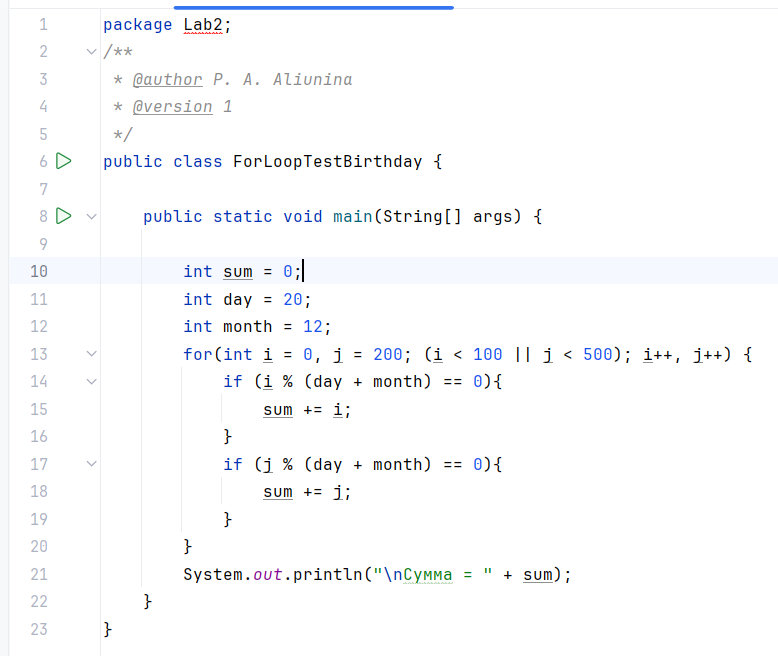 1 package Lab2;
2 /**
3  * @author P. A. Aliunina
4  * @version 1
5  */
6 public class ForLoopTestBirthday {
7
8     public static void main(String[] args) {
9
10         int sum = 0;
11         int day = 20;
12         int month = 12;
13         for(int i = 0, j = 200; (i < 100 || j < 500); i++, j++) {
14             if (i % (day + month) == 0){
15                 sum += i;
16             }
17             if (j % (day + month) == 0){
18                 sum += j;
19             }
20         }
21         System.out.println("\nСумма = " + sum);
22     }
23 }